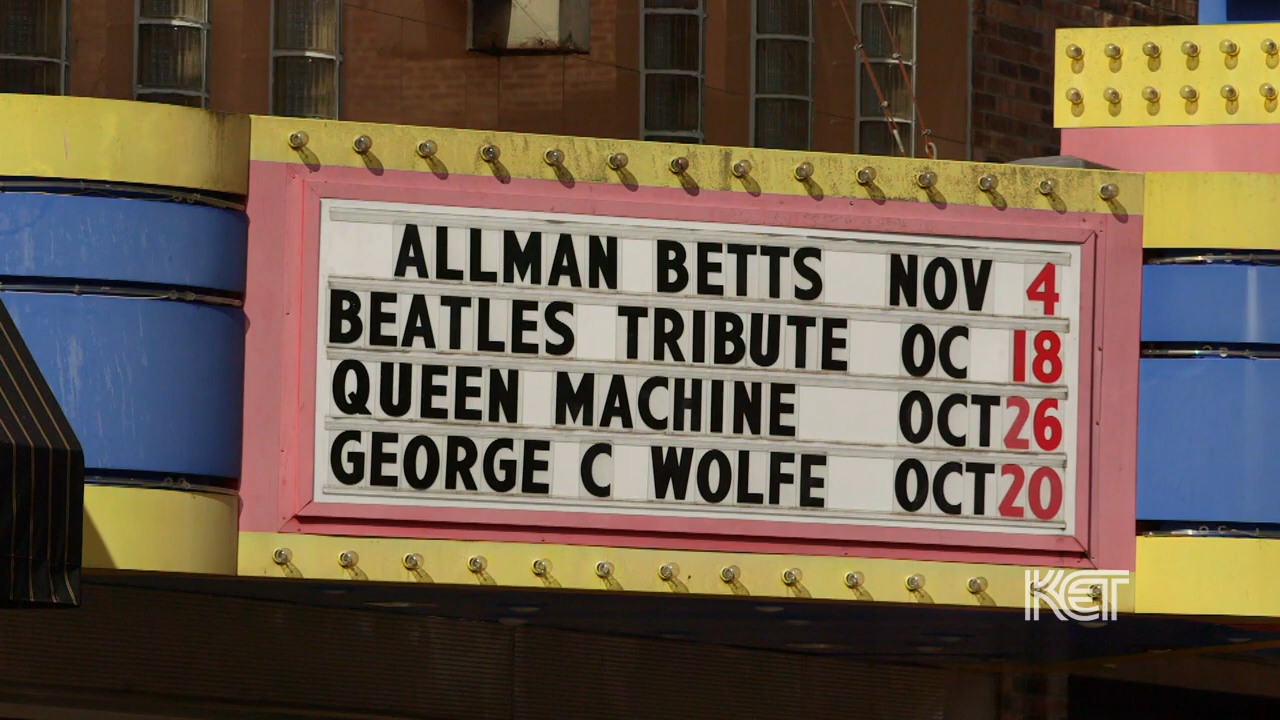 ALLMAN BETTS NOV 4
BEATLES TRIBUTE OC 18
QUEEN MACHINE OCT 26
GEORGE C WOLFE OCT 20
KET